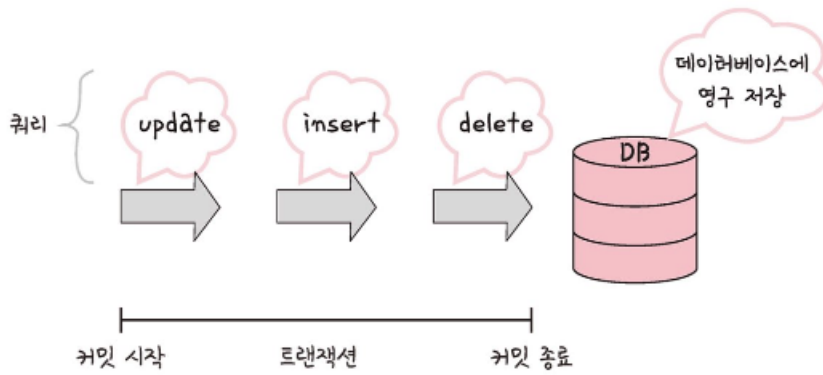 데이터베이스에
영구 저장
쿼리
update
insert
delete
DB
커밋 시작
트랜잭션
커밋 종료